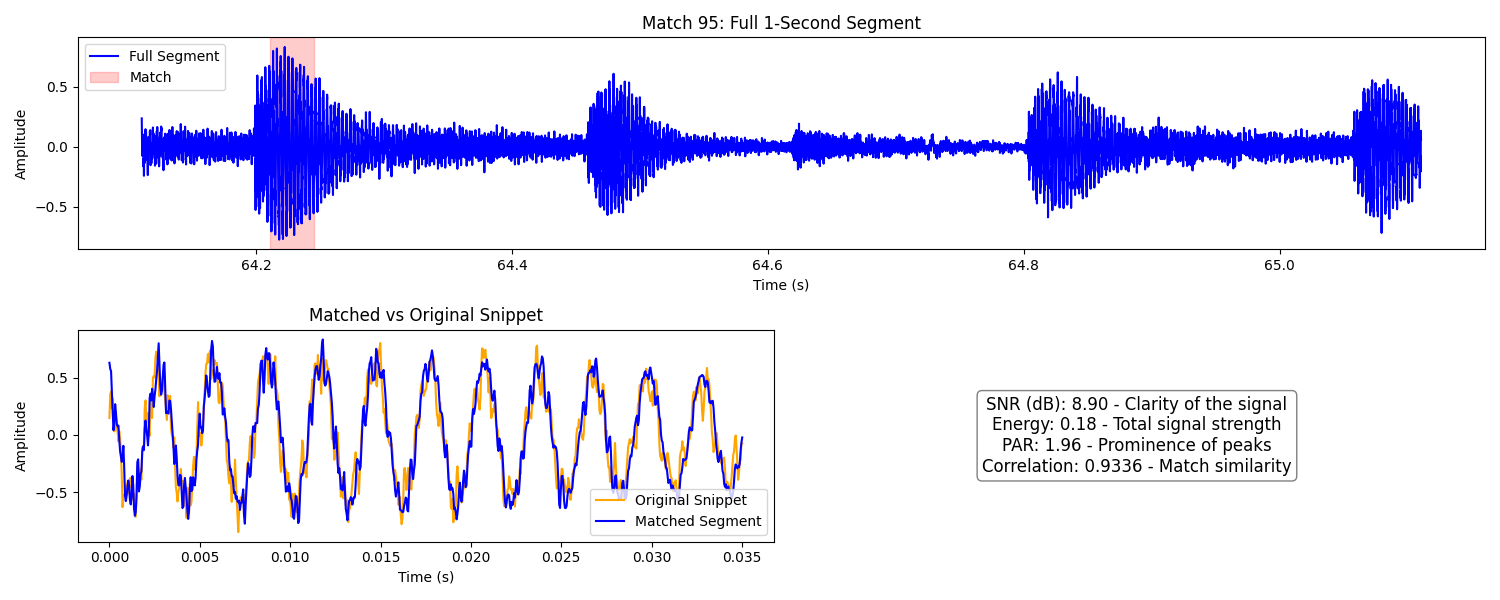 Match 95: Full 1-Second Segment
Amplitude
0.5
0.0
−0.5
Full Segment
Match
64.2
64.4
64.6
64.8
65.0
Time (s)
Matched vs Original Snippet
Amplitude
0.5
0.0
−0.5
Original Snippet
Matched Segment
0.000
0.005
0.010
0.015
0.020
0.025
0.030
0.035
Time (s)
SNR (dB): 8.90 - Clarity of the signal
Energy: 0.18 - Total signal strength
PAR: 1.96 - Prominence of peaks
Correlation: 0.9336 - Match similarity